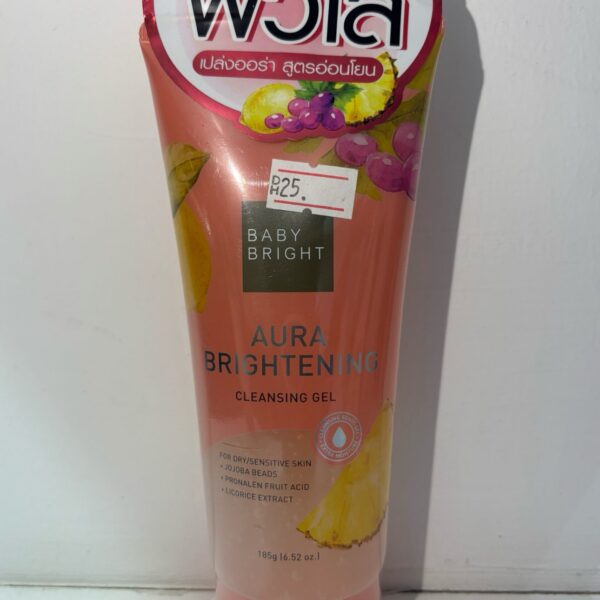 ผิวใส
เปล่งออร่า สูตรอ่อนโยน
DH25.
BABY
BRIGHT
AURA
BRIGHTENING
CLEANSING GEL
FOR DRY/SENSITIVE SKIN
• JOJOBA BEADS
• PRONALEN FRUIT ACID
• LICORICE EXTRACT
185g (6.52 oz.)